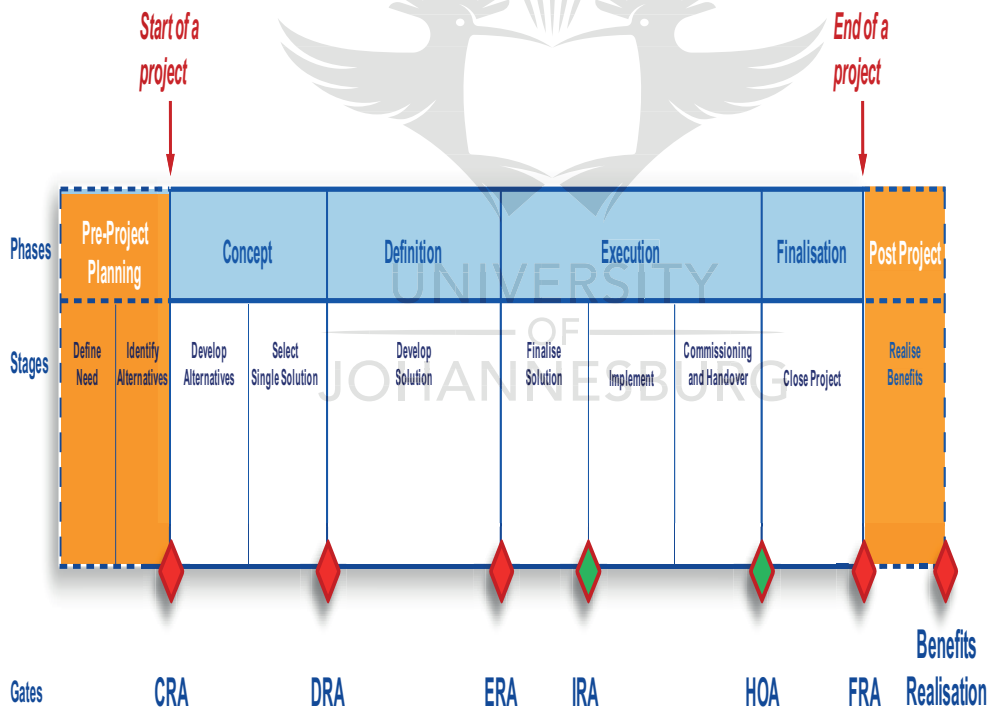 Start of a
project
End of a
project
Phases
Pre-Project
Planning
Concept
Definition
Execution
Finalisation
Post Project
UNIVERSITY
OF
JOHANNESBURG
Stages
Define
Need
Identify
Alternatives
Develop
Alternatives
Select
Single Solution
Develop
Solution
Finalise
Solution
Implement
Commissioning
and Handover
Close Project
Realise
Benefits
Gates
CRA
DRA
ERA
IRA
HOA
FRA
Benefits
Realisation